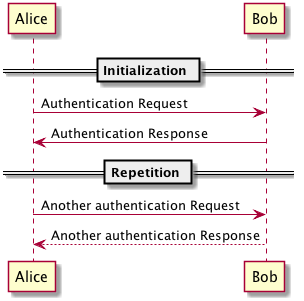 Alice Bob
Initialization
Authentication Request
Authentication Response
Repetition
Another authentication Request
Another authentication Response
Alice Bob